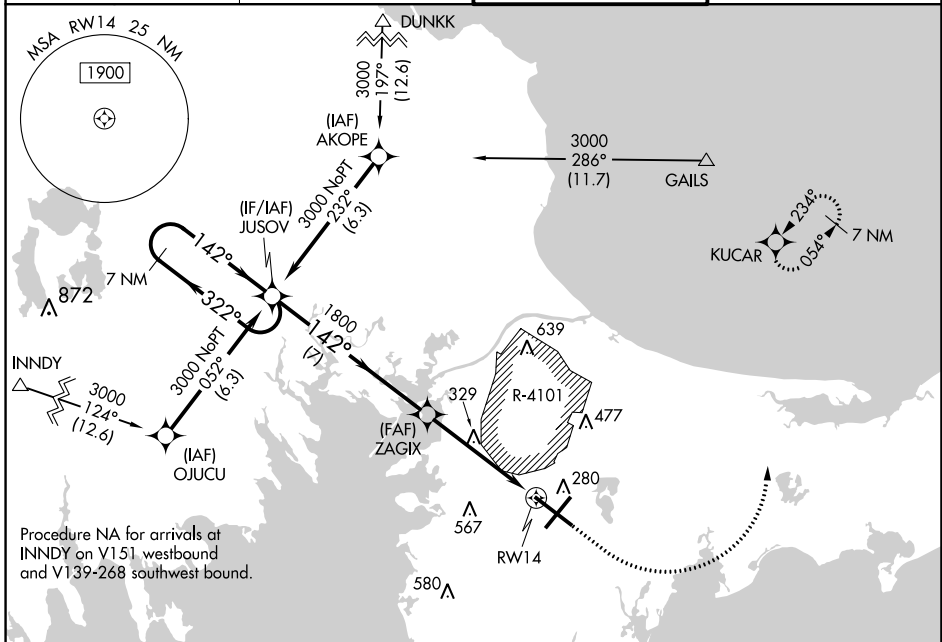 MSA RW14 25 NM
1900
DUNKK
3000
197°
(12.6)
(IAF)
AKOPE
3000
286°
(11.7)
GAILS
3000 NoPT
232°
(6.3)
(IF/IAF)
JUSOV
234°
054°
7 NM
KUCAR
142°
7 NM
322°
872
1800
142°
(7)
639
R-4101
INNDY
3000
124°
(12.6)
3000 NoPT
052°
(6.3)
329
477
(FAF)
ZAGIX
(IAF)
OJUCU
280
567
RW14
Procedure NA for arrivals at
INNDY on V151 westbound
and V139-268 southwest bound.
580